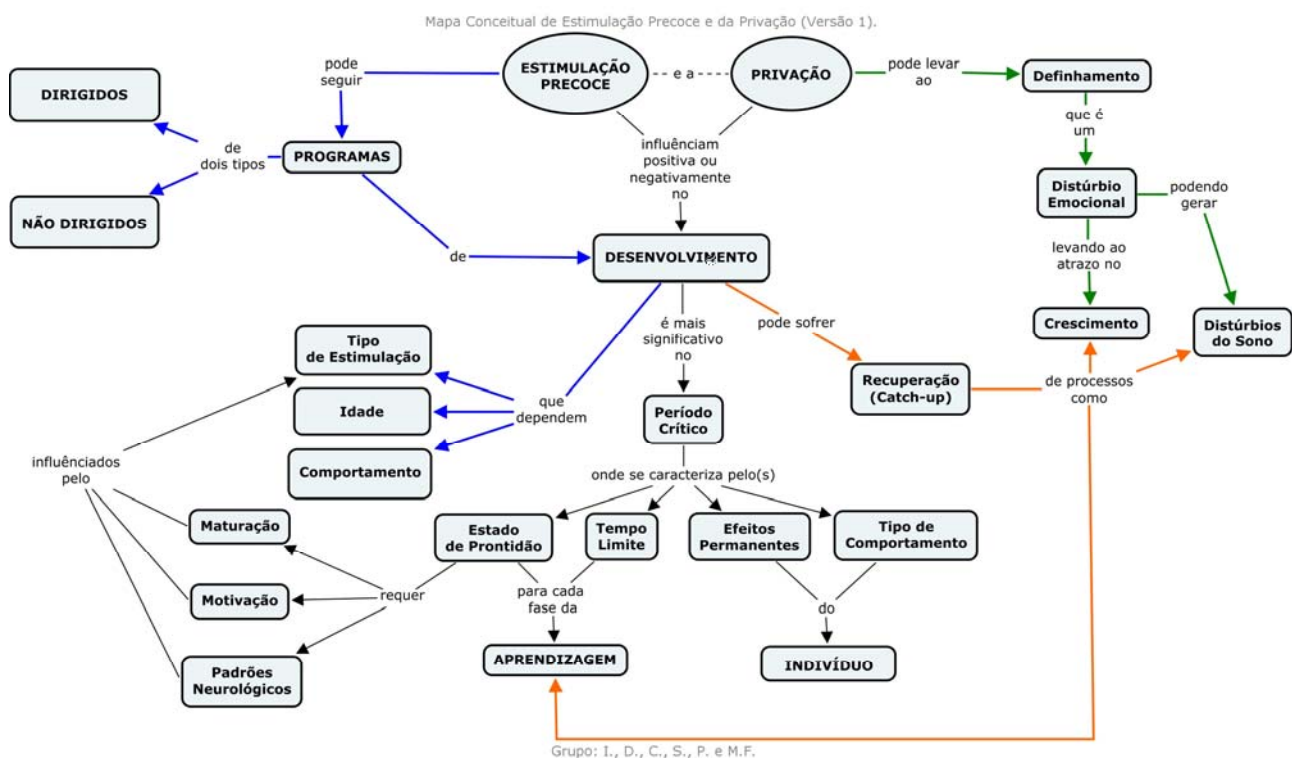 Mapa Conceitual de Estimulação Precoce e da Privação (Versão 1).
ESTIMULAÇÃO
PRECOCE
e a
PRIVAÇÃO
pode
seguir
pode levar
ao
Definhamento
DIRIGIDOS
de
dois tipos
PROGRAMAS
NÃO DIRIGIDOS
influênciam
positiva ou
negativamente
no
que é
um
Distúrbio
Emocional
podendo
gerar
levando ao
atrazo no
de
DESENVOLVIMENTO
Crescimento
Distúrbios
do Sono
é mais
significativo
no
pode sofrer
Recuperação
(Catch-up)
de processos
como
Tipo
de Estimulação
Idade
Comportamento
que
dependem
Período
Crítico
influênciados
pelo
onde se caracteriza pelo(s)
Maturação
Estado
de Prontidão
Tempo
Limite
Efeitos
Permanentes
Tipo de
Comportamento
Motivação
requer
para cada
fase da
do
Padrões
Neurológicos
APRENDIZAGEM
INDIVÍDUO
Grupo: I., D., C., S., P. e M.F.